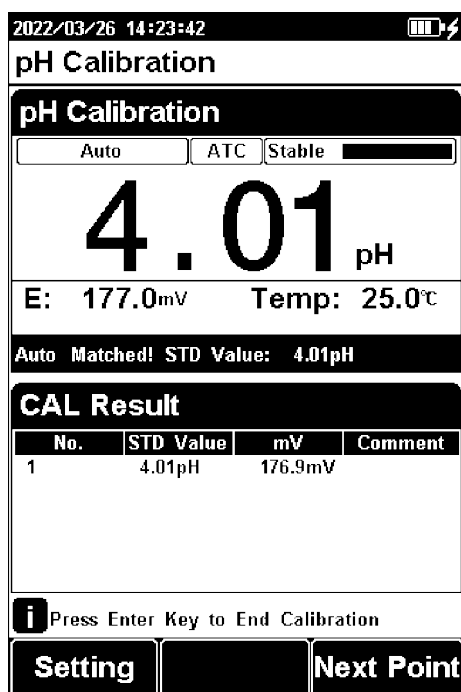 2022/03/26 14:23:42
pH Calibration
pH Calibration
Auto ATC Stable
4.01 pH
E: 177.0mV Temp: 25.0℃
Auto Matched! STD Value: 4.01pH
CAL Result
No. STD Value mV Comment
1 4.01pH 176.9mV
i Press Enter Key to End Calibration
Setting Next Point